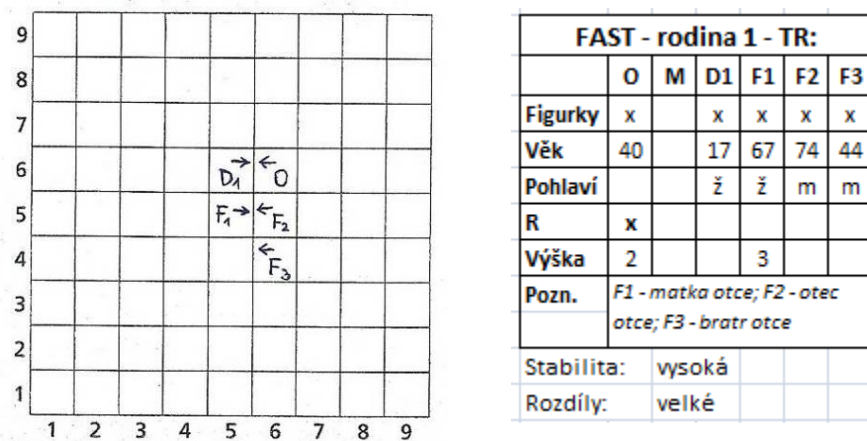 9
8
7
6 D₁ → ← O
5 F₁ → ← F₂
4 ← F₃
3
2
1
1 2 3 4 5 6 7 8 9
FAST - rodina 1 - TR:
O M D1 F1 F2 F3
Figurky x x x x x
Věk 40 17 67 74 44
Pohlaví ž ž m m
R x
Výška 2 3
Pozn. F1 - matka otce; F2 - otec
otce; F3 - bratr otce
Stabilita: vysoká
Rozdíly: velké